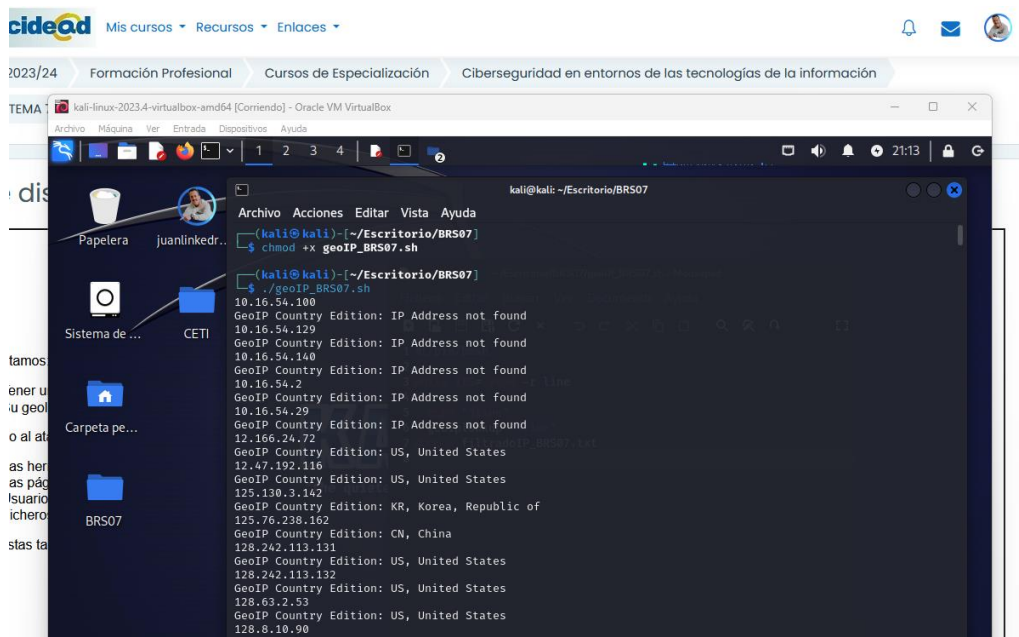 cidead Mis cursos Recursos Enlaces
2023/24 Formación Profesional Cursos de Especialización Ciberseguridad en entornos de las tecnologías de la información
TEMA
kali-linux-2023.4-virtualbox-amd64 [Corriendo] - Oracle VM VirtualBox
Archivo Máquina Ver Entrada Dispositivos Ayuda
1 2 3 4 2 21:13
kali@kali: ~/Escritorio/BRS07
Archivo Acciones Editar Vista Ayuda
(kali㉿kali)-[~/Escritorio/BRS07]
$ chmod +x geoIP_BRS07.sh
(kali㉿kali)-[~/Escritorio/BRS07]
$ ./geoIP_BRS07.sh
10.16.54.100
GeoIP Country Edition: IP Address not found
10.16.54.129
GeoIP Country Edition: IP Address not found
10.16.54.140
GeoIP Country Edition: IP Address not found
10.16.54.2
GeoIP Country Edition: IP Address not found
10.16.54.29
GeoIP Country Edition: IP Address not found
12.166.24.72
GeoIP Country Edition: US, United States
12.47.192.116
GeoIP Country Edition: US, United States
125.130.3.142
GeoIP Country Edition: KR, Korea, Republic of
125.76.238.162
GeoIP Country Edition: CN, China
128.242.113.131
GeoIP Country Edition: US, United States
128.242.113.132
GeoIP Country Edition: US, United States
128.63.2.53
GeoIP Country Edition: US, United States
128.8.10.90
Papelera
juanlinkedr...
Sistema de ...
CETI
Carpeta pe...
BRS07
e dis
tamos:
ener u
su geol
o al at
as her
as pág
Usuario
icheros
stas ta